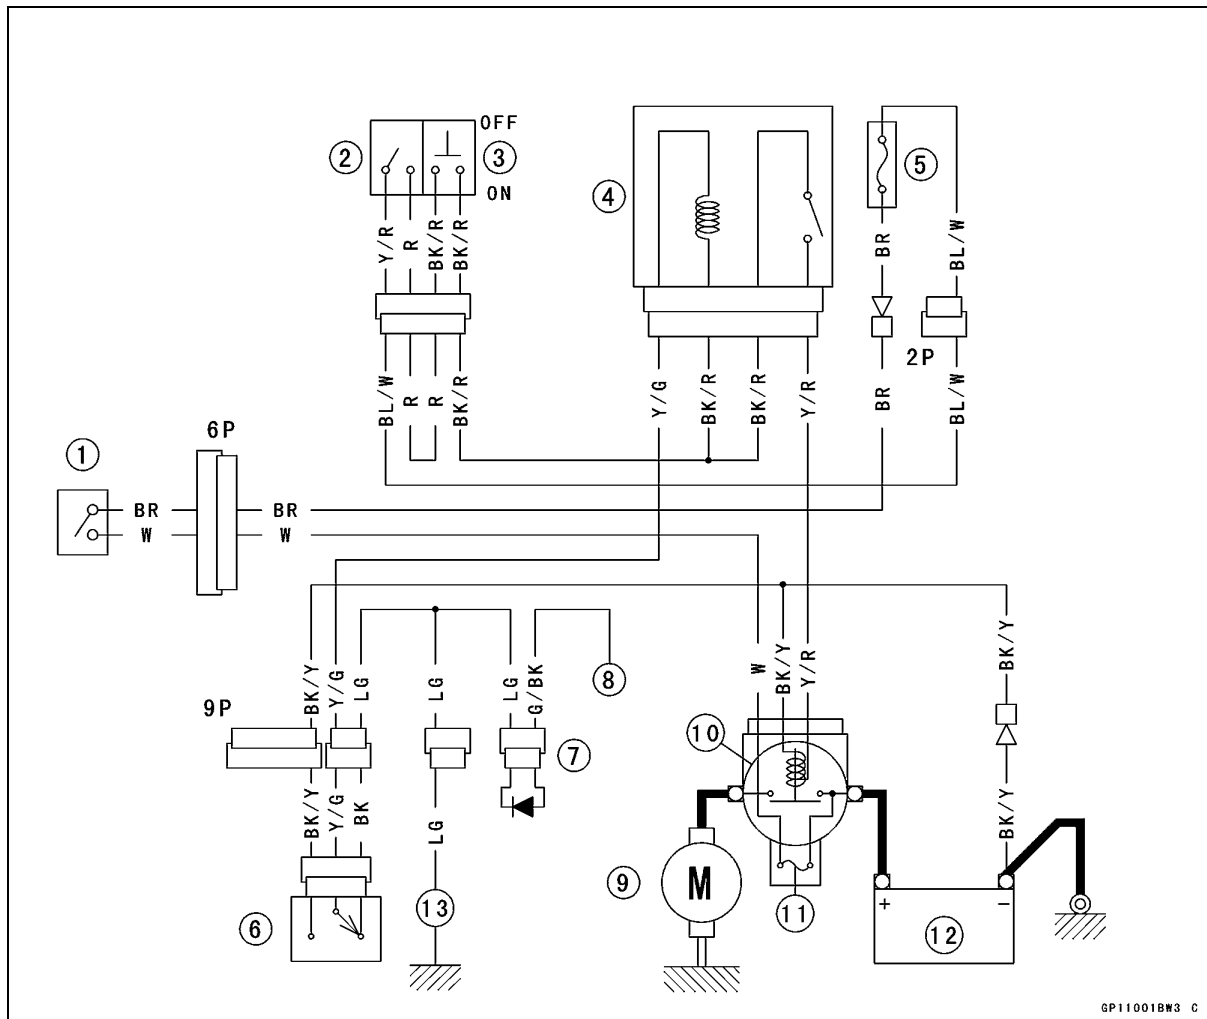 OFF
2
3
ON
4
5
Y/R
R
BK/R
BK/R
BR
BL/W
2P
BL/W
R
R
BK/R
Y/G
BK/R
BK/R
Y/R
BR
BL/W
1
6P
BR
BR
W
W
BK/Y
Y/G
LG
LG
LG
G/BK
8
W
BK/Y
Y/R
BK/Y
9P
7
10
BK/Y
Y/G
BK
LG
BK/Y
9
M
11
+
−
12
13
6
GP11001BW3 C